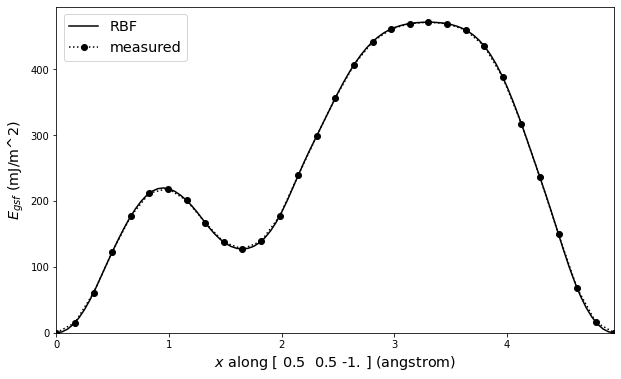 RBF
measured
400
300
200
100
0
E_gsf (mJ/m^2)
0
1
2
3
4
x along [ 0.5  0.5 -1. ] (angstrom)